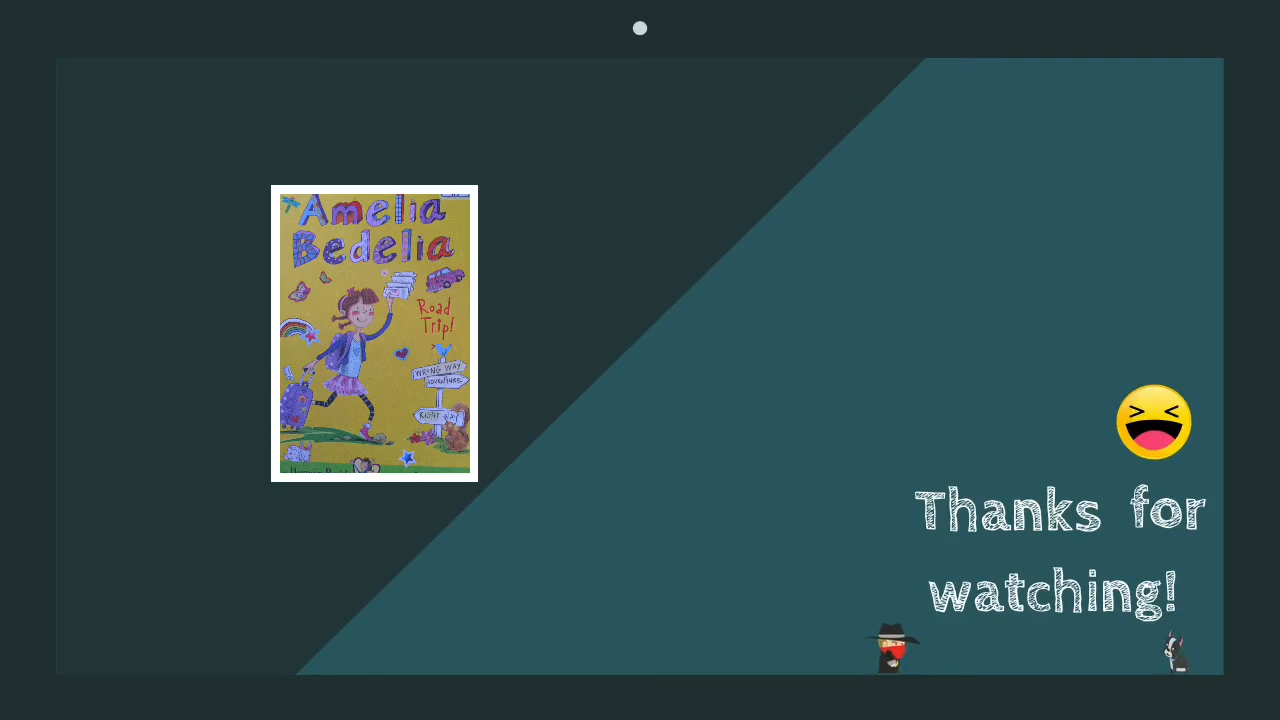 Amelia
Bedelia
Road
Trip!
WRONG WAY
RIGHT WAY
Thanks for
watching!